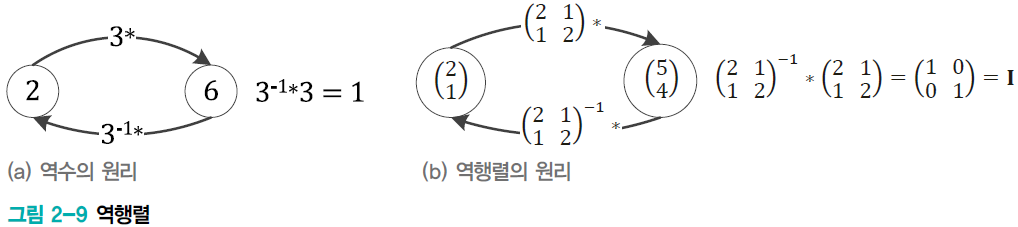 3*
2 6 3⁻¹*3 = 1
3⁻¹*
(a) 역수의 원리
(2 1
1 2) *
(2
1) (5
4) (2 1
1 2)⁻¹ * (2 1
1 2) = (1 0
0 1) = I
(2 1
1 2)⁻¹ *
(b) 역행렬의 원리
그림 2-9 역행렬